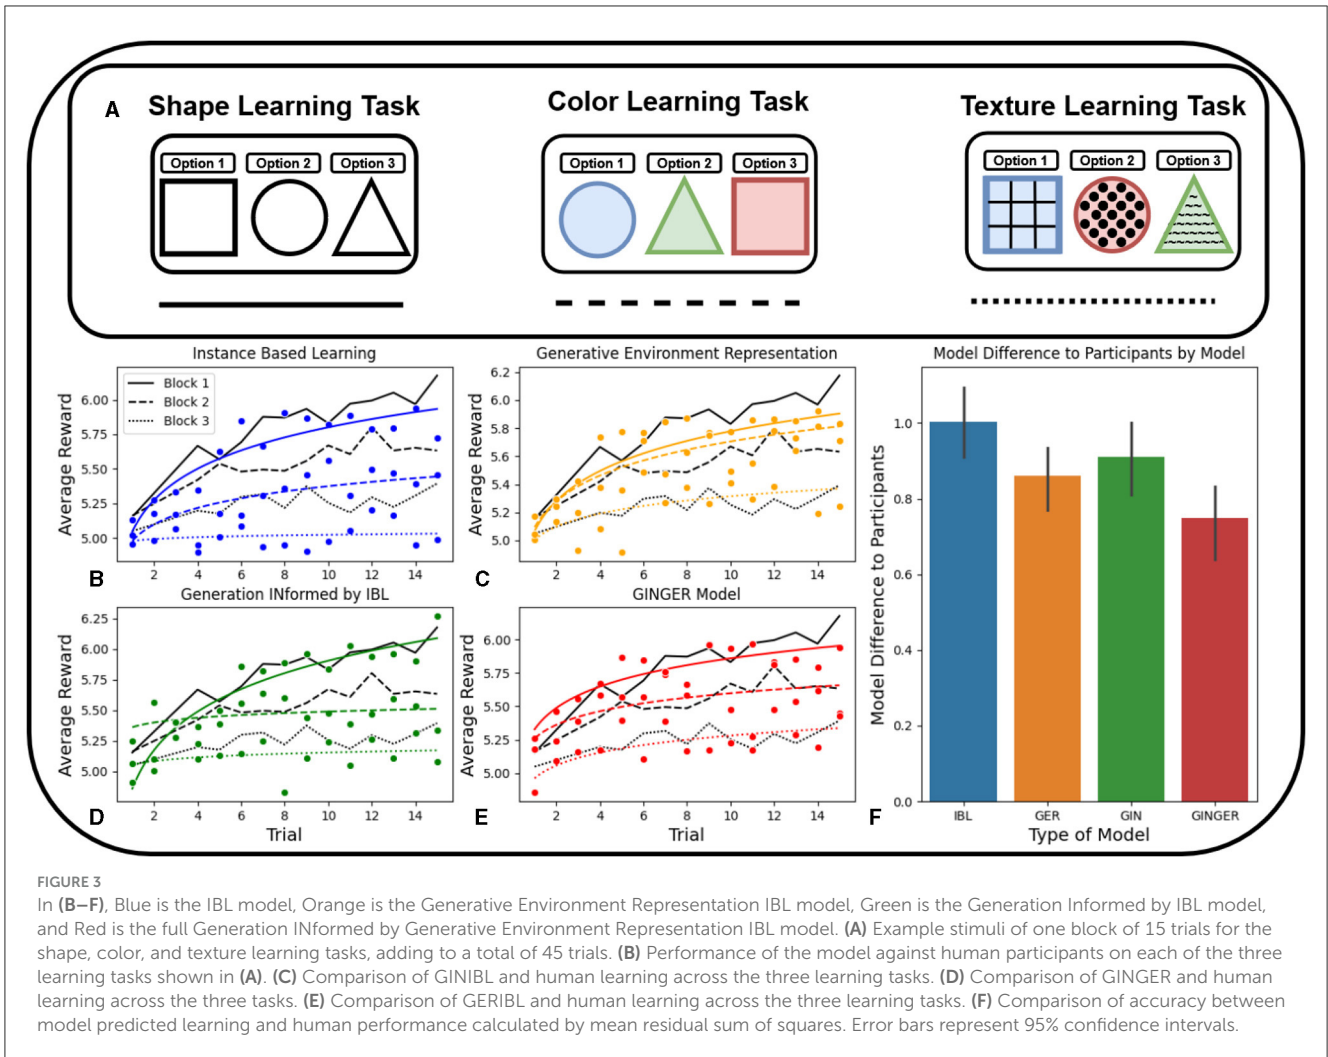 A
Shape Learning Task
Color Learning Task
Texture Learning Task
Option 1 Option 2 Option 3
Option 1 Option 2 Option 3
Option 1 Option 2 Option 3
Instance Based Learning
Average Reward
6.00
5.75
5.50
5.25
5.00
Block 1
Block 2
Block 3
2 4 6 8 10 12 14
B
Generative Environment Representation
Average Reward
6.2
6.0
5.8
5.6
5.4
5.2
5.0
2 4 6 8 10 12 14
C
Generation INformed by IBL
Average Reward
6.25
6.00
5.75
5.50
5.25
5.00
2 4 6 8 10 12 14
D
Trial
GINGER Model
Average Reward
6.00
5.75
5.50
5.25
5.00
2 4 6 8 10 12 14
E
Trial
Model Difference to Participants by Model
Model Difference to Participants
1.0
0.8
0.6
0.4
0.2
0.0
IBL GER GIN GINGER
F
Type of Model
FIGURE 3
In (B–F), Blue is the IBL model, Orange is the Generative Environment Representation IBL model, Green is the Generation Informed by IBL model,
and Red is the full Generation INformed by Generative Environment Representation IBL model. (A) Example stimuli of one block of 15 trials for the
shape, color, and texture learning tasks, adding to a total of 45 trials. (B) Performance of the model against human participants on each of the three
learning tasks shown in (A). (C) Comparison of GINIBL and human learning across the three learning tasks. (D) Comparison of GINGER and human
learning across the three tasks. (E) Comparison of GERIBL and human learning across the three learning tasks. (F) Comparison of accuracy between
model predicted learning and human performance calculated by mean residual sum of squares. Error bars represent 95% confidence intervals.